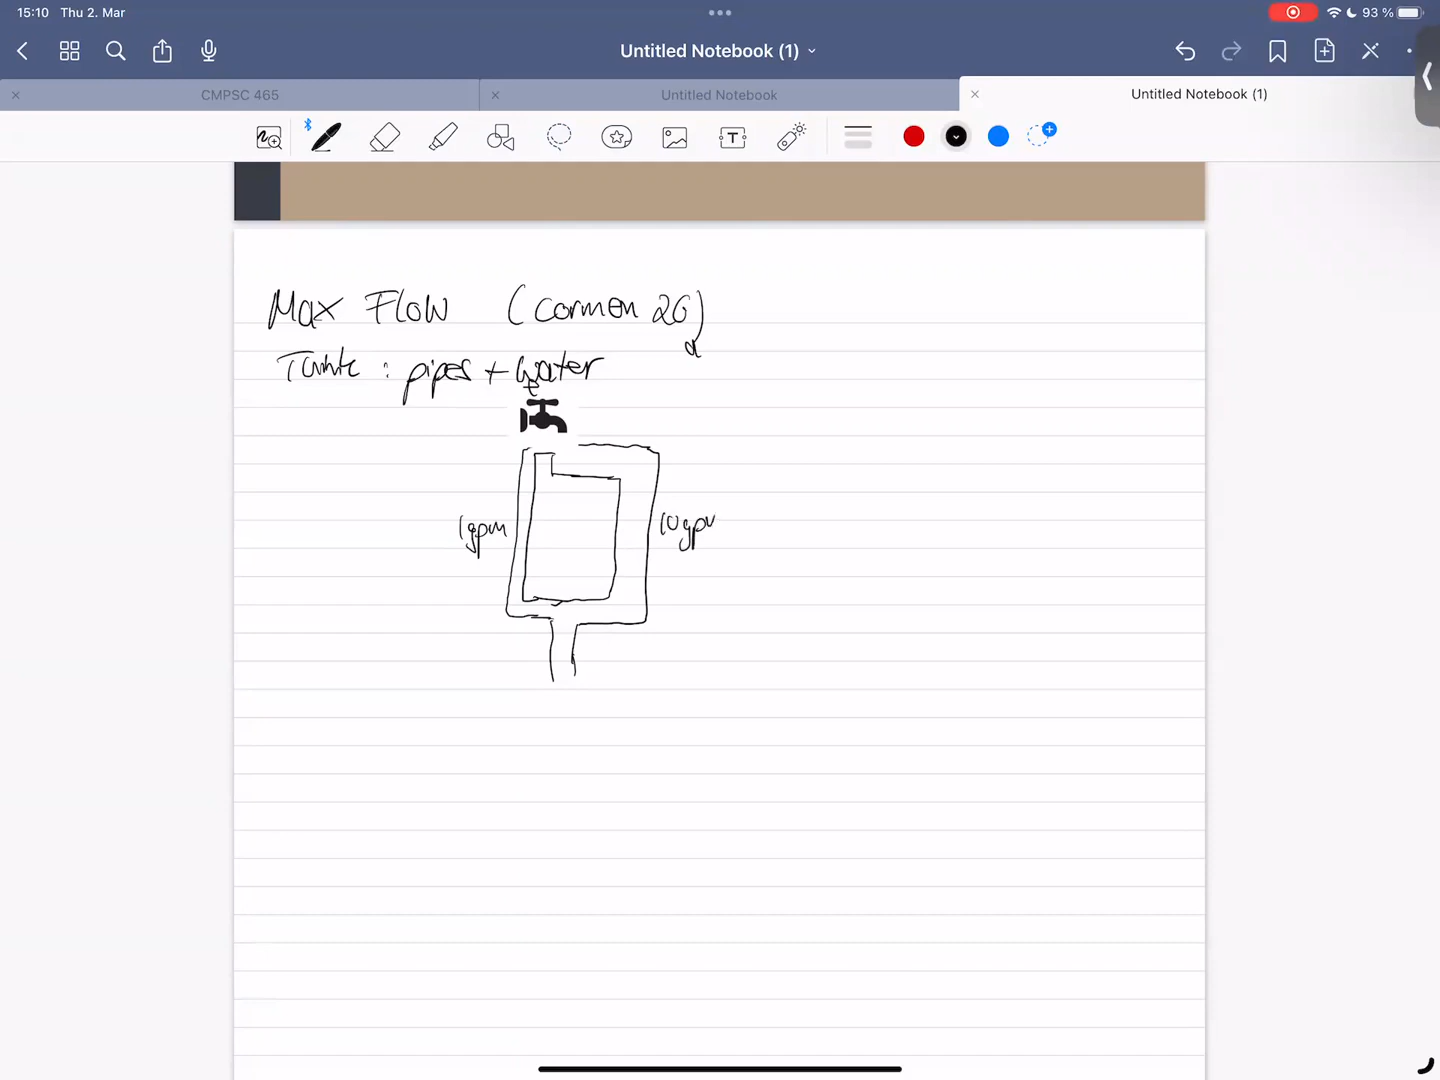 15:10 Thu 2. Mar 93 %
Untitled Notebook (1)
CMPSC 465 Untitled Notebook Untitled Notebook (1)
T
Max Flow (Cormen 26)
: pipes + water
1gpm 10gpm